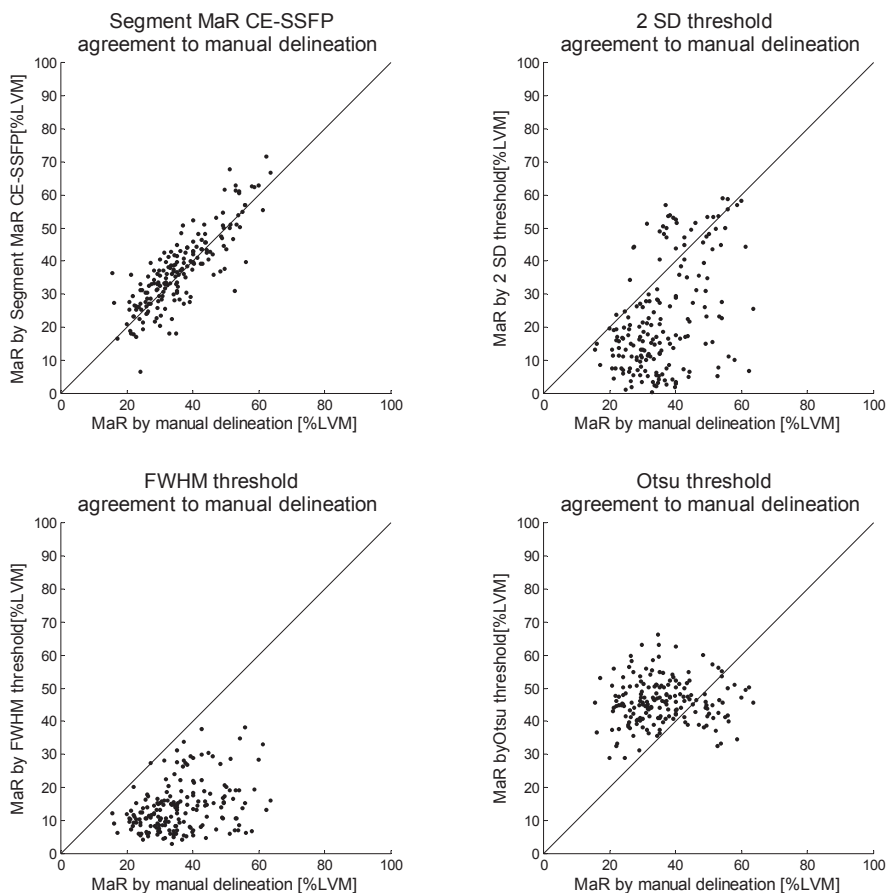 Segment MaR CE-SSFP
agreement to manual delineation
MaR by Segment MaR CE-SSFP[%LVM]
100
90
80
70
60
50
40
30
20
10
0
0 20 40 60 80 100
MaR by manual delineation [%LVM]
2 SD threshold
agreement to manual delineation
MaR by 2 SD threshold[%LVM]
100
90
80
70
60
50
40
30
20
10
0
0 20 40 60 80 100
MaR by manual delineation [%LVM]
FWHM threshold
agreement to manual delineation
MaR by FWHM threshold[%LVM]
100
90
80
70
60
50
40
30
20
10
0
0 20 40 60 80 100
MaR by manual delineation [%LVM]
Otsu threshold
agreement to manual delineation
MaR byOtsu threshold[%LVM]
100
90
80
70
60
50
40
30
20
10
0
0 20 40 60 80 100
MaR by manual delineation [%LVM]